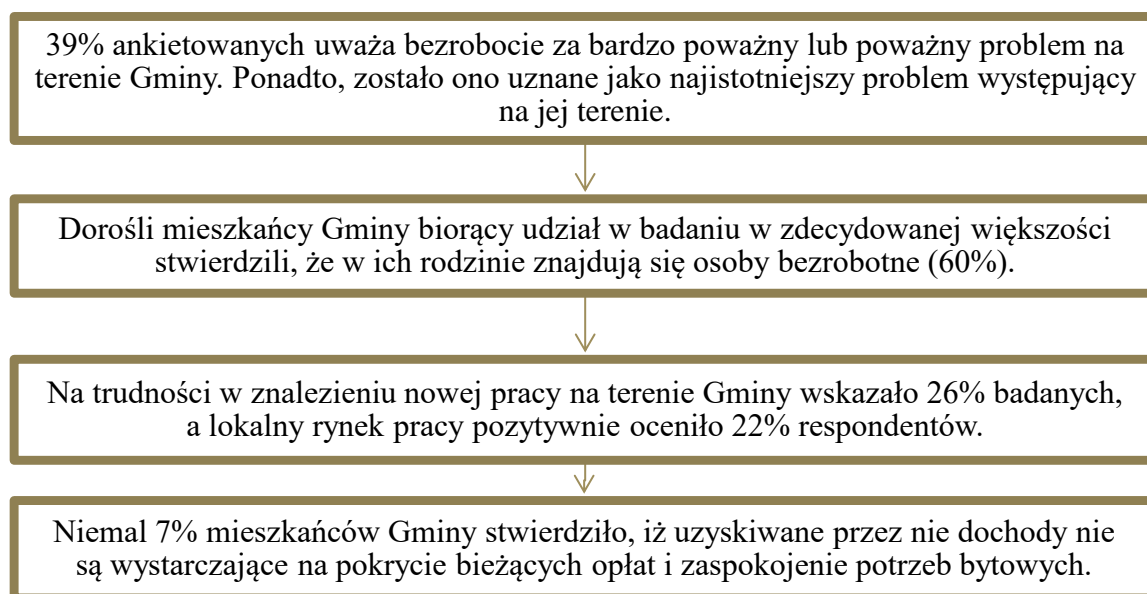 39% ankietowanych uważa bezrobocie za bardzo poważny lub poważny problem na
terenie Gminy. Ponadto, zostało ono uznane jako najistotniejszy problem występujący
na jej terenie.
Dorośli mieszkańcy Gminy biorący udział w badaniu w zdecydowanej większości
stwierdzili, że w ich rodzinie znajdują się osoby bezrobotne (60%).
Na trudności w znalezieniu nowej pracy na terenie Gminy wskazało 26% badanych,
a lokalny rynek pracy pozytywnie oceniło 22% respondentów.
Niemal 7% mieszkańców Gminy stwierdziło, iż uzyskiwane przez nie dochody nie
są wystarczające na pokrycie bieżących opłat i zaspokojenie potrzeb bytowych.